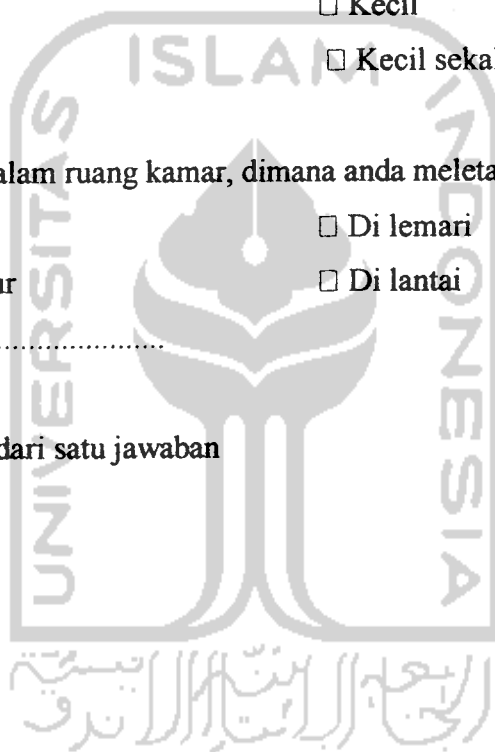 □ Kecil
ISLAM
□ Kecil sekal
alam ruang kamar, dimana anda meleta
□ Di lemari
ur
□ Di lantai
........................
dari satu jawaban
UNIVERSITAS
INDONESIA